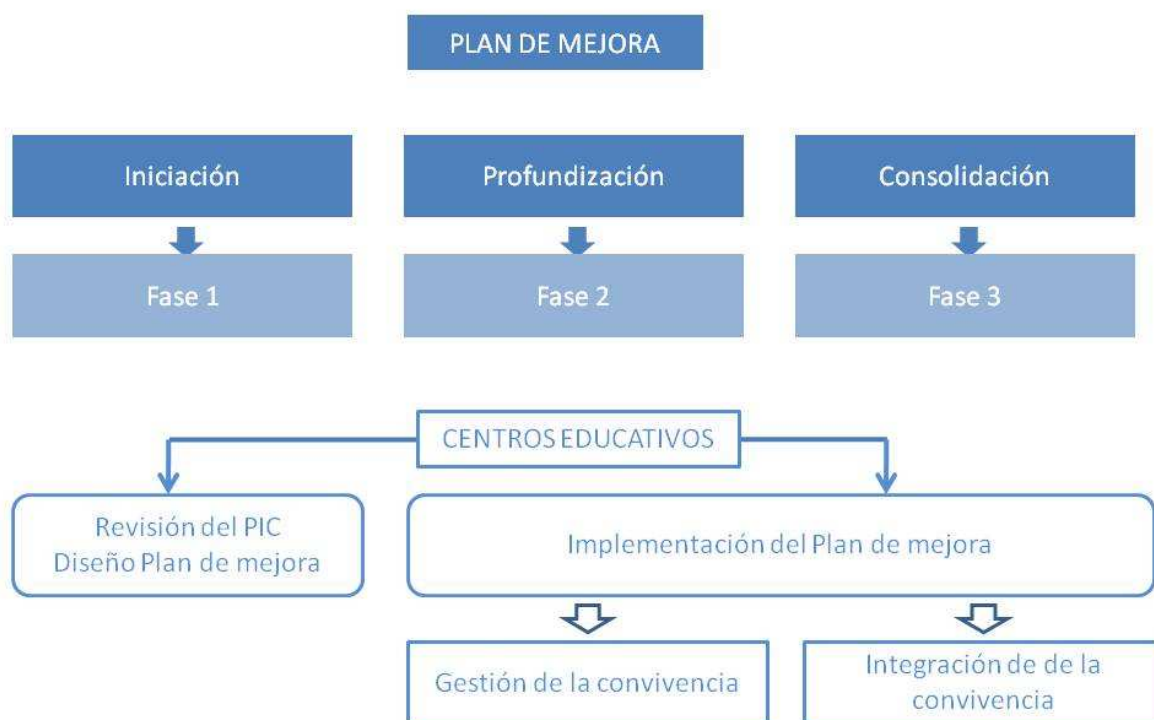 PLAN DE MEJORA
Iniciación
Profundización
Consolidación
Fase 1
Fase 2
Fase 3
CENTROS EDUCATIVOS
Revisión del PIC
Diseño Plan de mejora
Implementación del Plan de mejora
Gestión de la convivencia
Integración de de la
convivencia